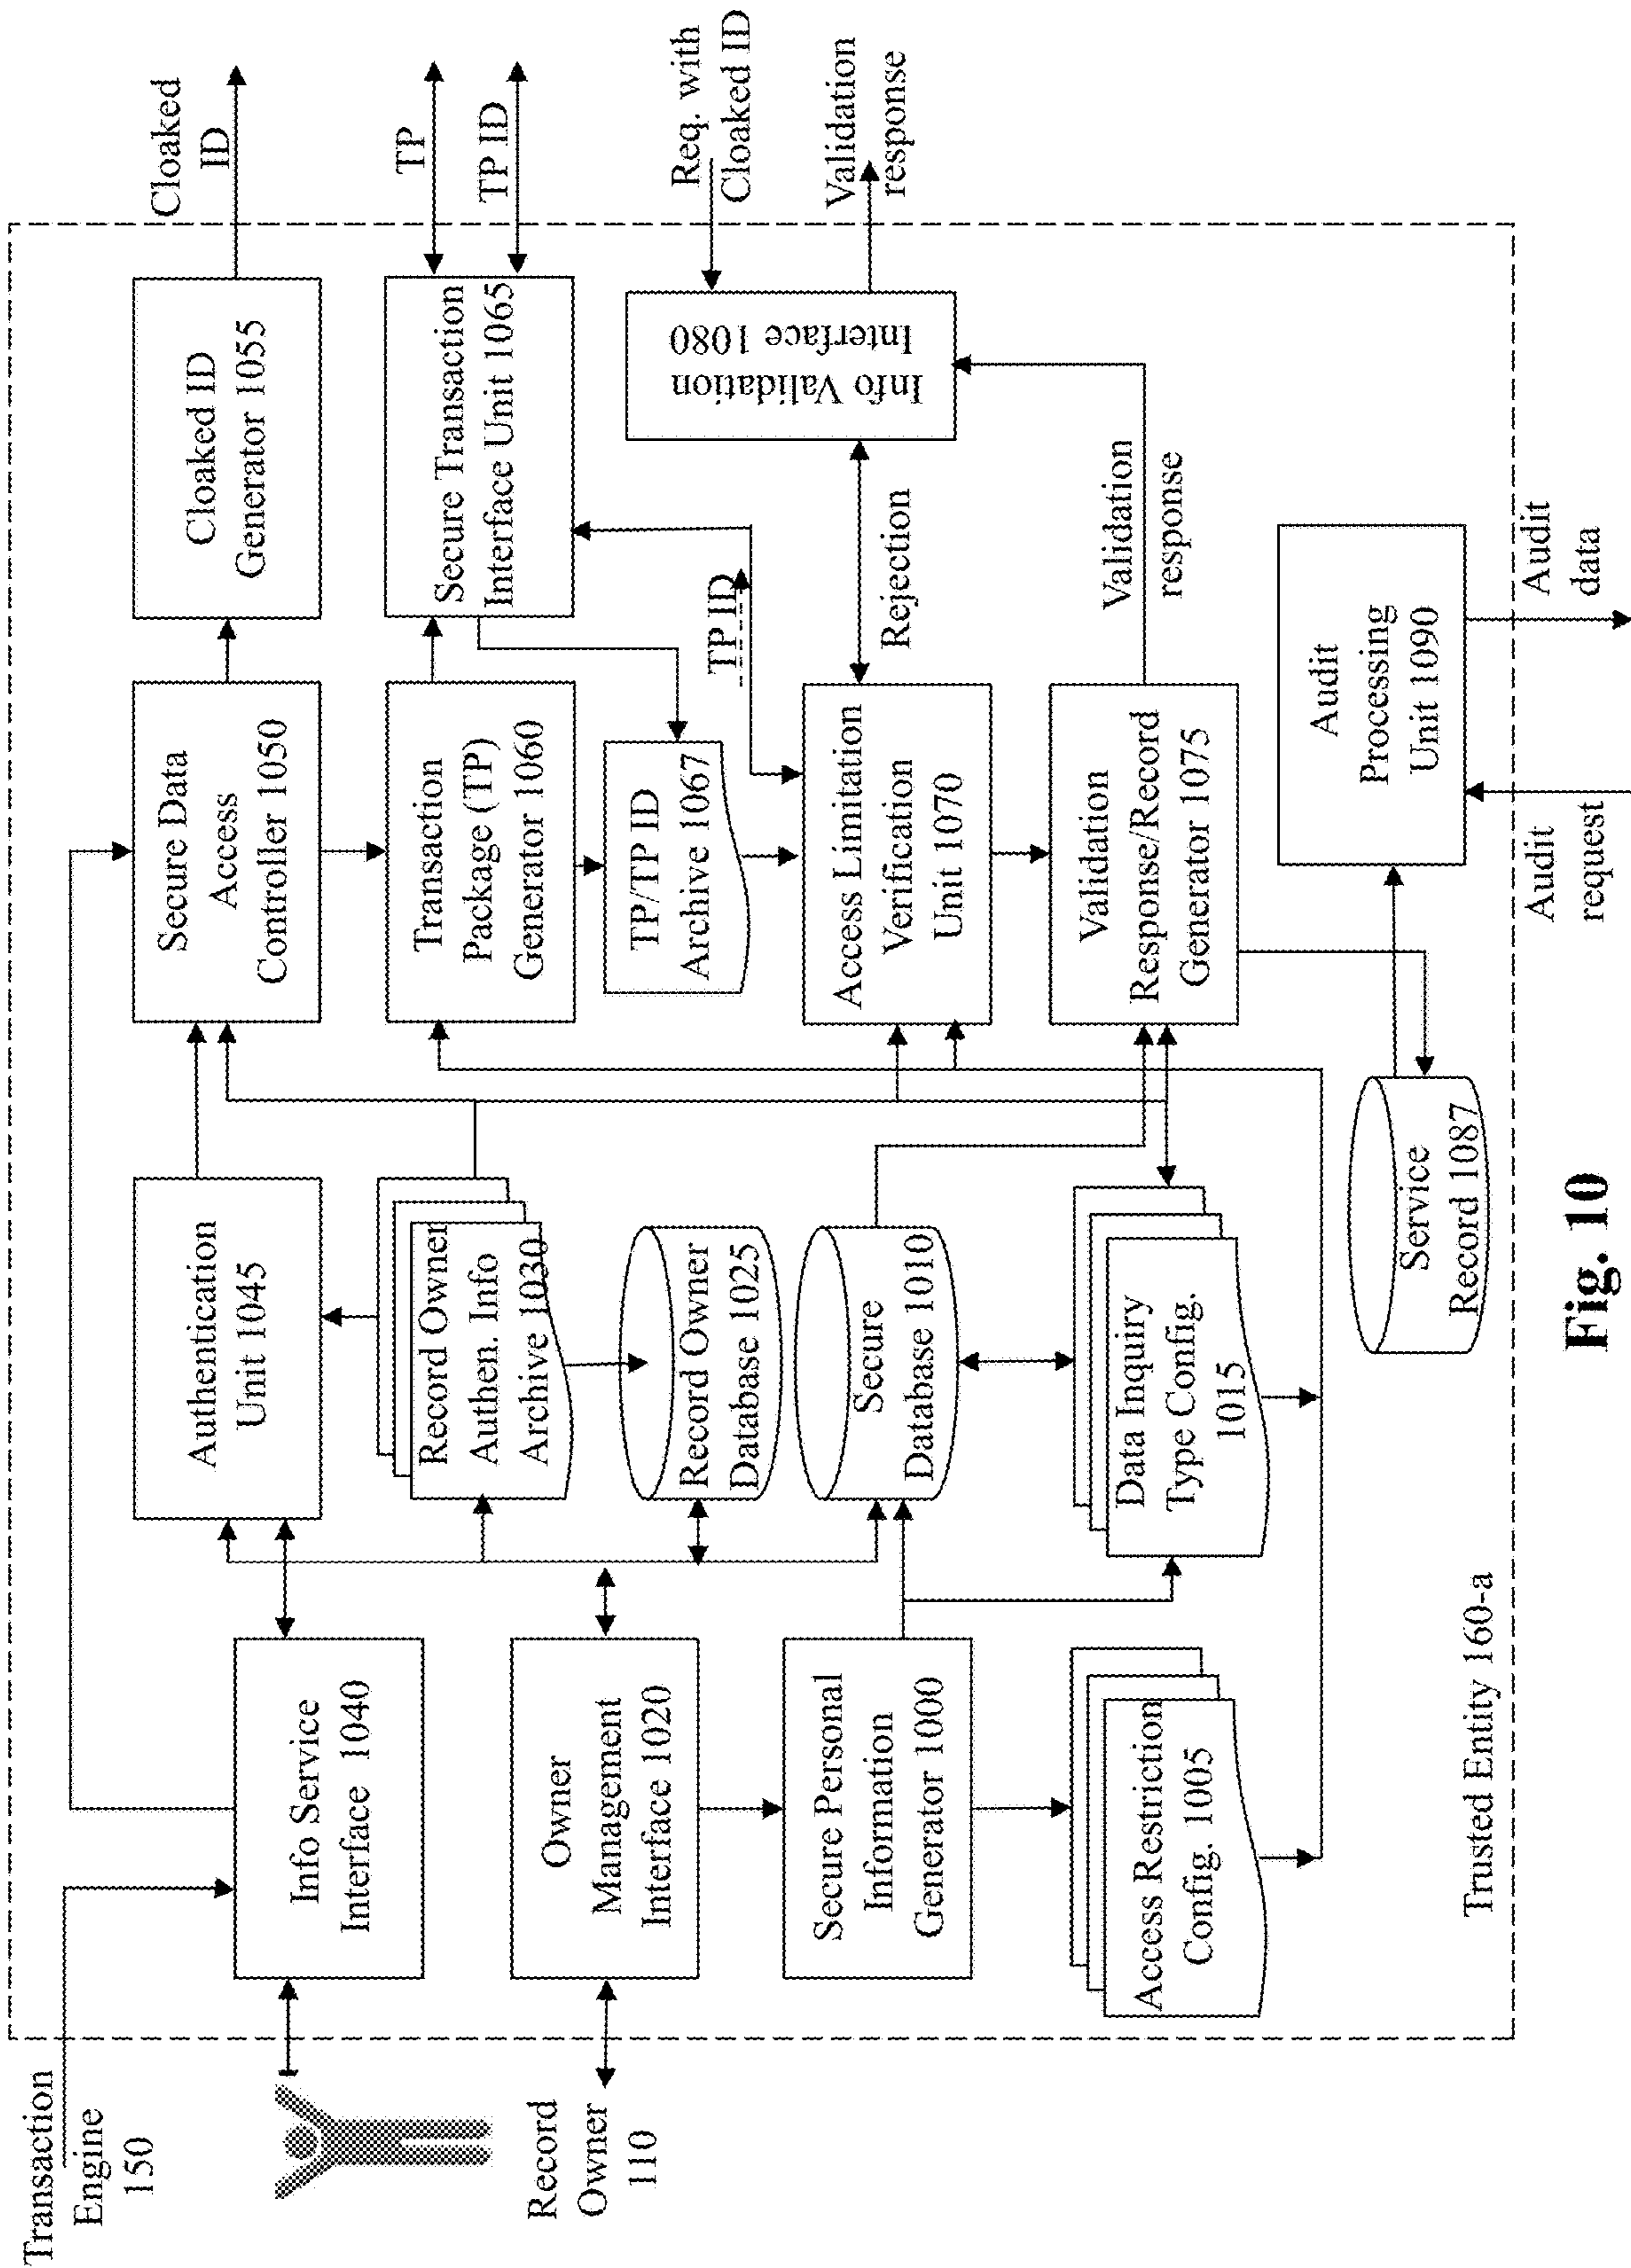 Transaction
Engine
150
Record
Owner
110
Info Service
Interface 1040
Owner
Management
Interface 1020
Secure Personal
Information
Generator 1000
Access Restriction
Config. 1005
Authentication
Unit 1045
Record Owner
Authen. Info
Archive 1030
Record Owner
Database 1025
Secure
Database 1010
Data Inquiry
Type Config.
1015
Secure Data
Access
Controller 1050
Transaction
Package (TP)
Generator 1060
TP/TP ID
Archive 1067
Access Limitation
Verification
Unit 1070
Validation
Response/Record
Generator 1075
Service
Record 1087
Cloaked ID
Generator 1055
Secure Transaction
Interface Unit 1065
TP ID
Rejection
Info Validation
Interface 1080
Validation
response
Audit
Processing
Unit 1090
Cloaked
ID
TP
TP ID
Req. with
Cloaked ID
Validation
response
Audit
request
Audit
data
Trusted Entity 160-a
Fig. 10